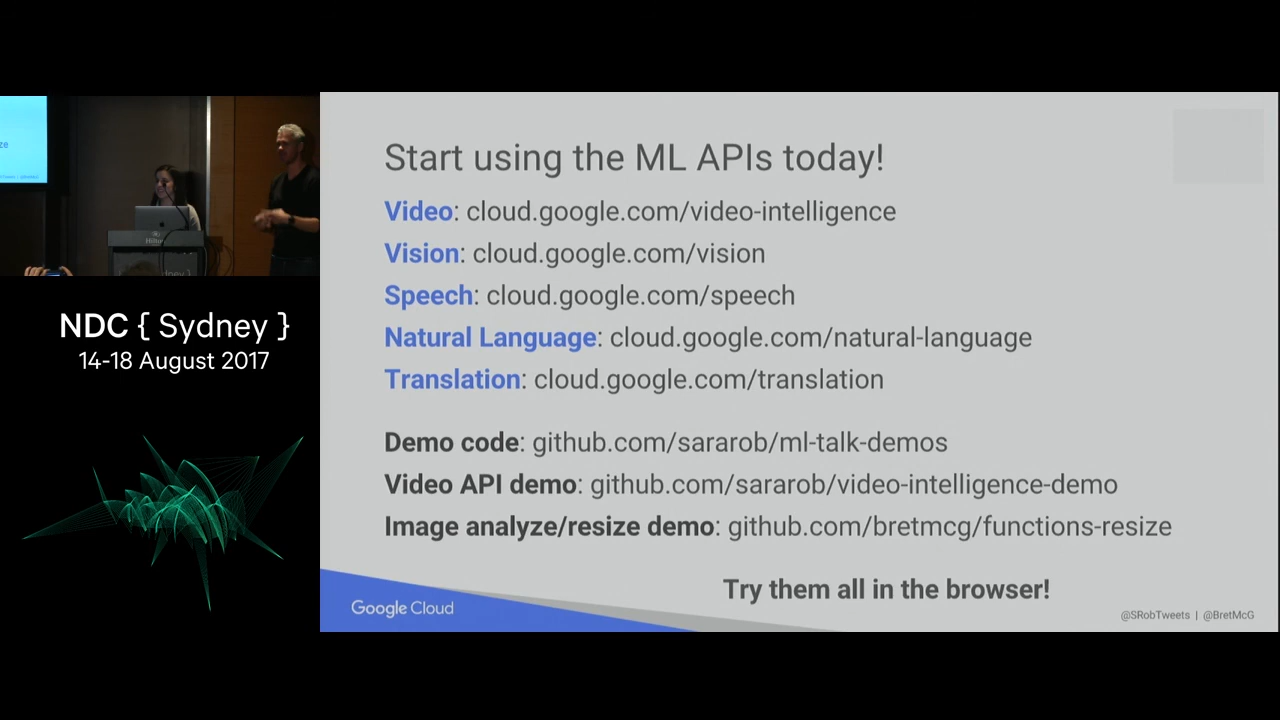 NDC { Sydney }
14-18 August 2017
Start using the ML APIs today!
Video: cloud.google.com/video-intelligence
Vision: cloud.google.com/vision
Speech: cloud.google.com/speech
Natural Language: cloud.google.com/natural-language
Translation: cloud.google.com/translation
Demo code: github.com/sararob/ml-talk-demos
Video API demo: github.com/sararob/video-intelligence-demo
Image analyze/resize demo: github.com/bretmcg/functions-resize
Try them all in the browser!
Google Cloud
@SRobTweets | @BretMcG
Hilton